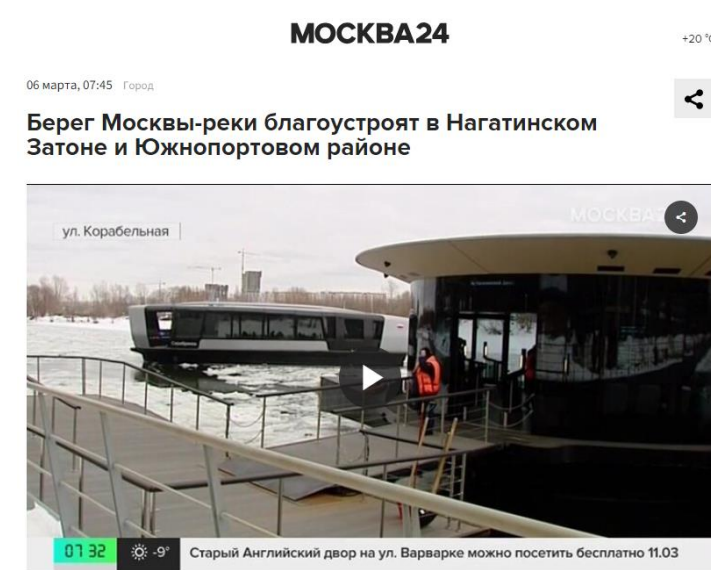 МОСКВА24
+20 °
06 марта, 07:45 Город
Берег Москвы-реки благоустроят в Нагатинском
Затоне и Южнопортовом районе
МОСКВА
ул. Корабельная
07 32 -9° Старый Английский двор на ул. Варварке можно посетить бесплатно 11.03